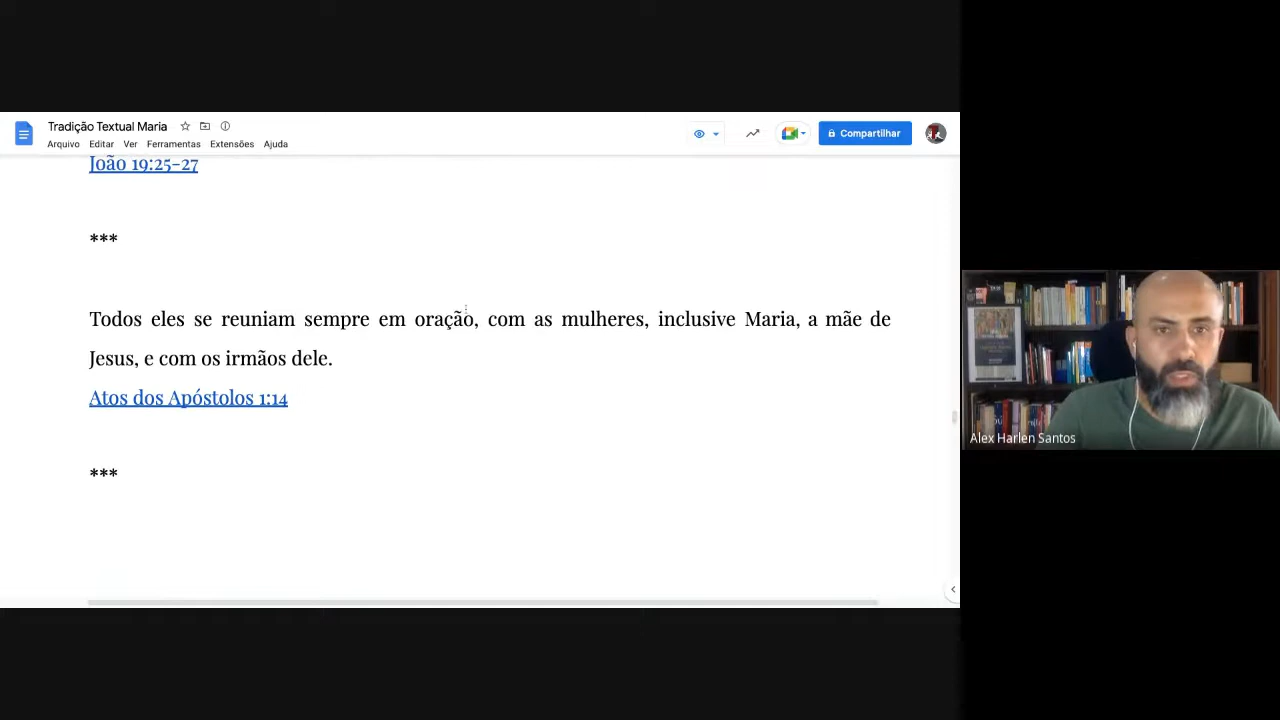 Tradição Textual Maria
Arquivo Editar Ver Ferramentas Extensões Ajuda
Compartilhar
João 19:25-27
***
Todos eles se reuniam sempre em oração, com as mulheres, inclusive Maria, a mãe de
Jesus, e com os irmãos dele.
Atos dos Apóstolos 1:14
***
Alex Harlen Santos